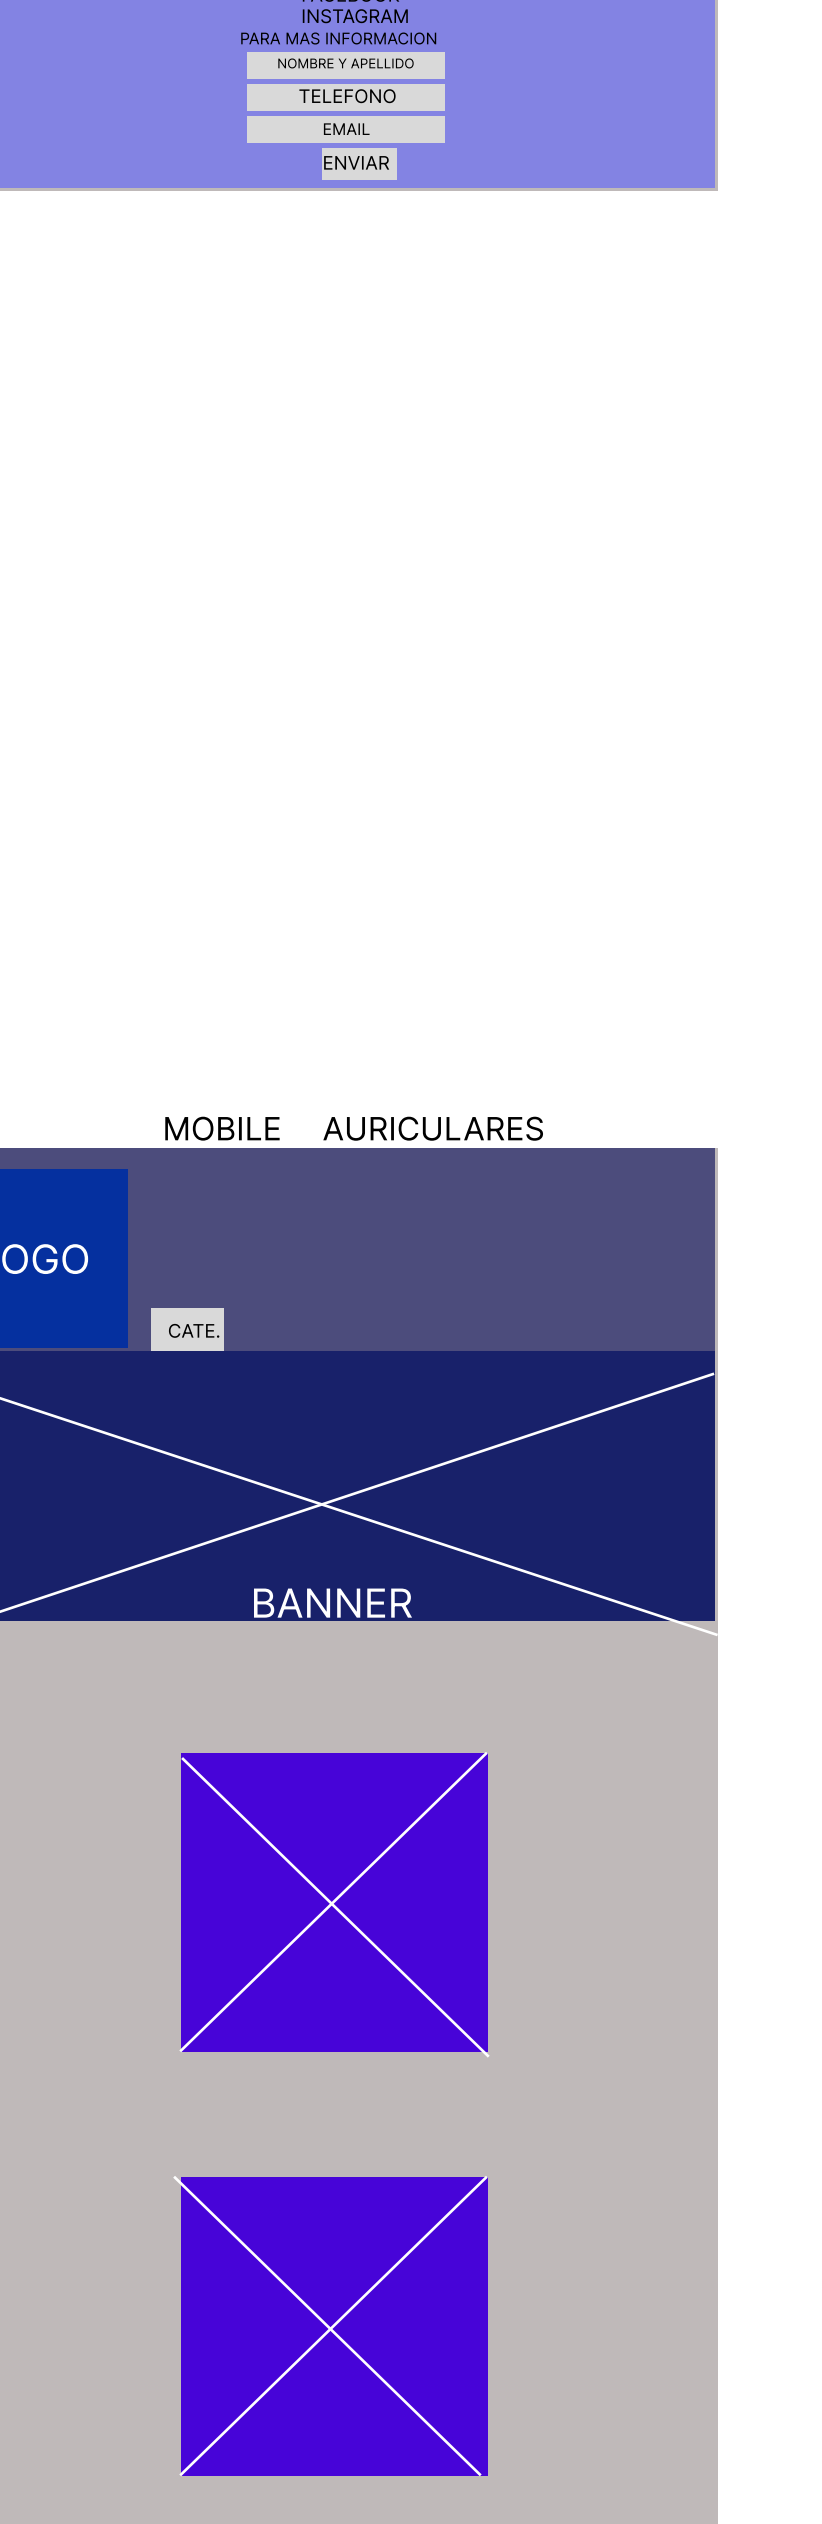 INSTAGRAM
PARA MAS INFORMACION
NOMBRE Y APELLIDO
TELEFONO
EMAIL
ENVIAR
MOBILE AURICULARES
OGO
CATE.
BANNER